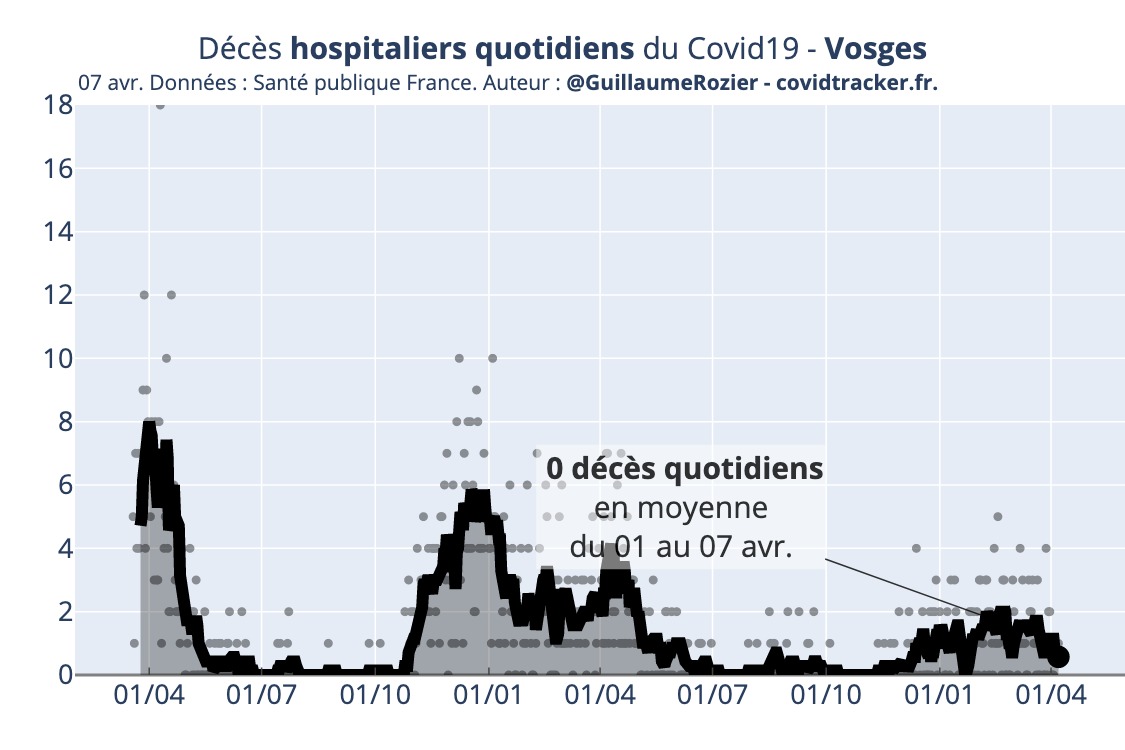 Décès hospitaliers quotidiens du Covid19 - Vosges
07 avr. Données : Santé publique France. Auteur : @GuillaumeRozier - covidtracker.fr.
18
16
14
12
10
8
6
4
2
0
0 décès quotidiens
en moyenne
du 01 au 07 avr.
01/04 01/07 01/10 01/01 01/04 01/07 01/10 01/01 01/04